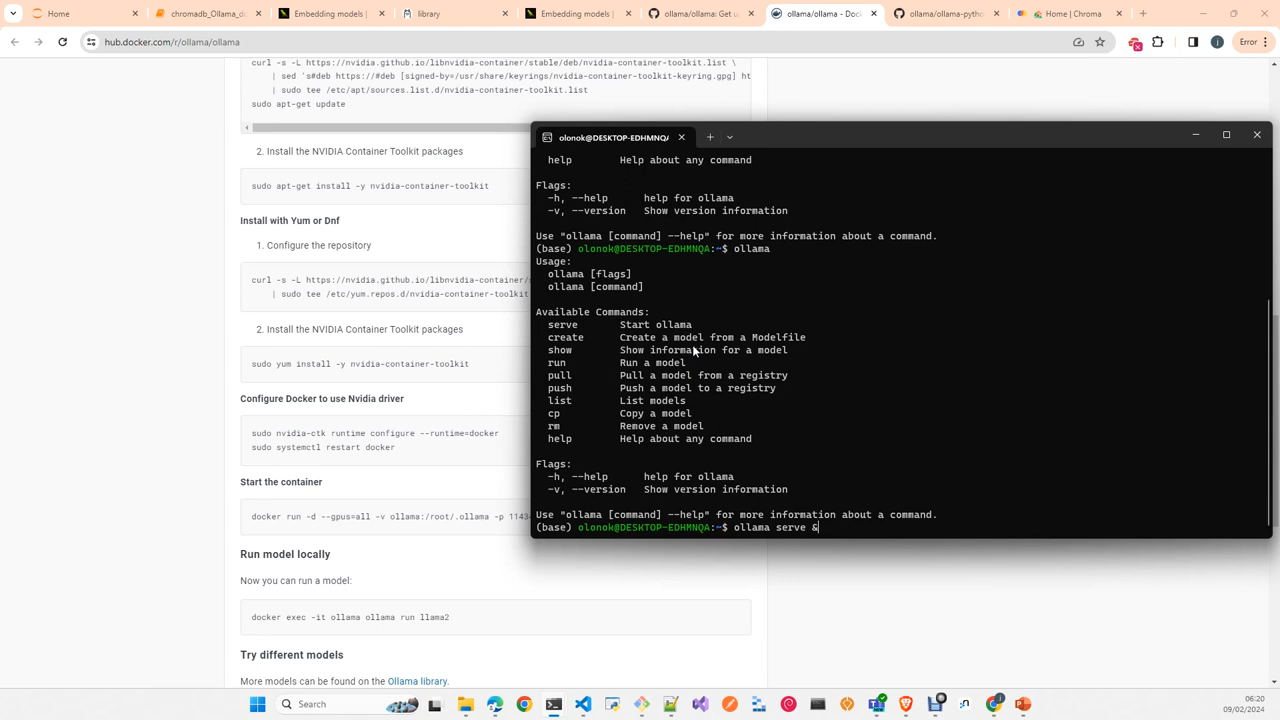 Home
chromadb_Ollama_do
Embedding models |
library
Embedding models |
ollama/ollama: Get u
ollama/ollama - Dock
ollama/ollama-python
Home | Chroma
hub.docker.com/r/ollama/ollama
Error
curl -s -L https://nvidia.github.io/libnvidia-container/stable/deb/nvidia-container-toolkit.list \
| sed 's#deb https://#deb [signed-by=/usr/share/keyrings/nvidia-container-toolkit-keyring.gpg] ht
| sudo tee /etc/apt/sources.list.d/nvidia-container-toolkit.list
sudo apt-get update
2. Install the NVIDIA Container Toolkit packages
sudo apt-get install -y nvidia-container-toolkit
Install with Yum or Dnf
1. Configure the repository
curl -s -L https://nvidia.github.io/libnvidia-container/
| sudo tee /etc/yum.repos.d/nvidia-container-toolkit
2. Install the NVIDIA Container Toolkit packages
sudo yum install -y nvidia-container-toolkit
Configure Docker to use Nvidia driver
sudo nvidia-ctk runtime configure --runtime=docker
sudo systemctl restart docker
Start the container
docker run -d --gpus=all -v ollama:/root/.ollama -p 1143
Run model locally
Now you can run a model:
docker exec -it ollama ollama run llama2
Try different models
More models can be found on the Ollama library.
olonok@DESKTOP-EDHMNQA
help Help about any command
Flags:
-h, --help help for ollama
-v, --version Show version information
Use "ollama [command] --help" for more information about a command.
(base) olonok@DESKTOP-EDHMNQA:~$ ollama
Usage:
ollama [flags]
ollama [command]
Available Commands:
serve Start ollama
create Create a model from a Modelfile
show Show information for a model
run Run a model
pull Pull a model from a registry
push Push a model to a registry
list List models
cp Copy a model
rm Remove a model
help Help about any command
Flags:
-h, --help help for ollama
-v, --version Show version information
Use "ollama [command] --help" for more information about a command.
(base) olonok@DESKTOP-EDHMNQA:~$ ollama serve &
Search
06:20
09/02/2024